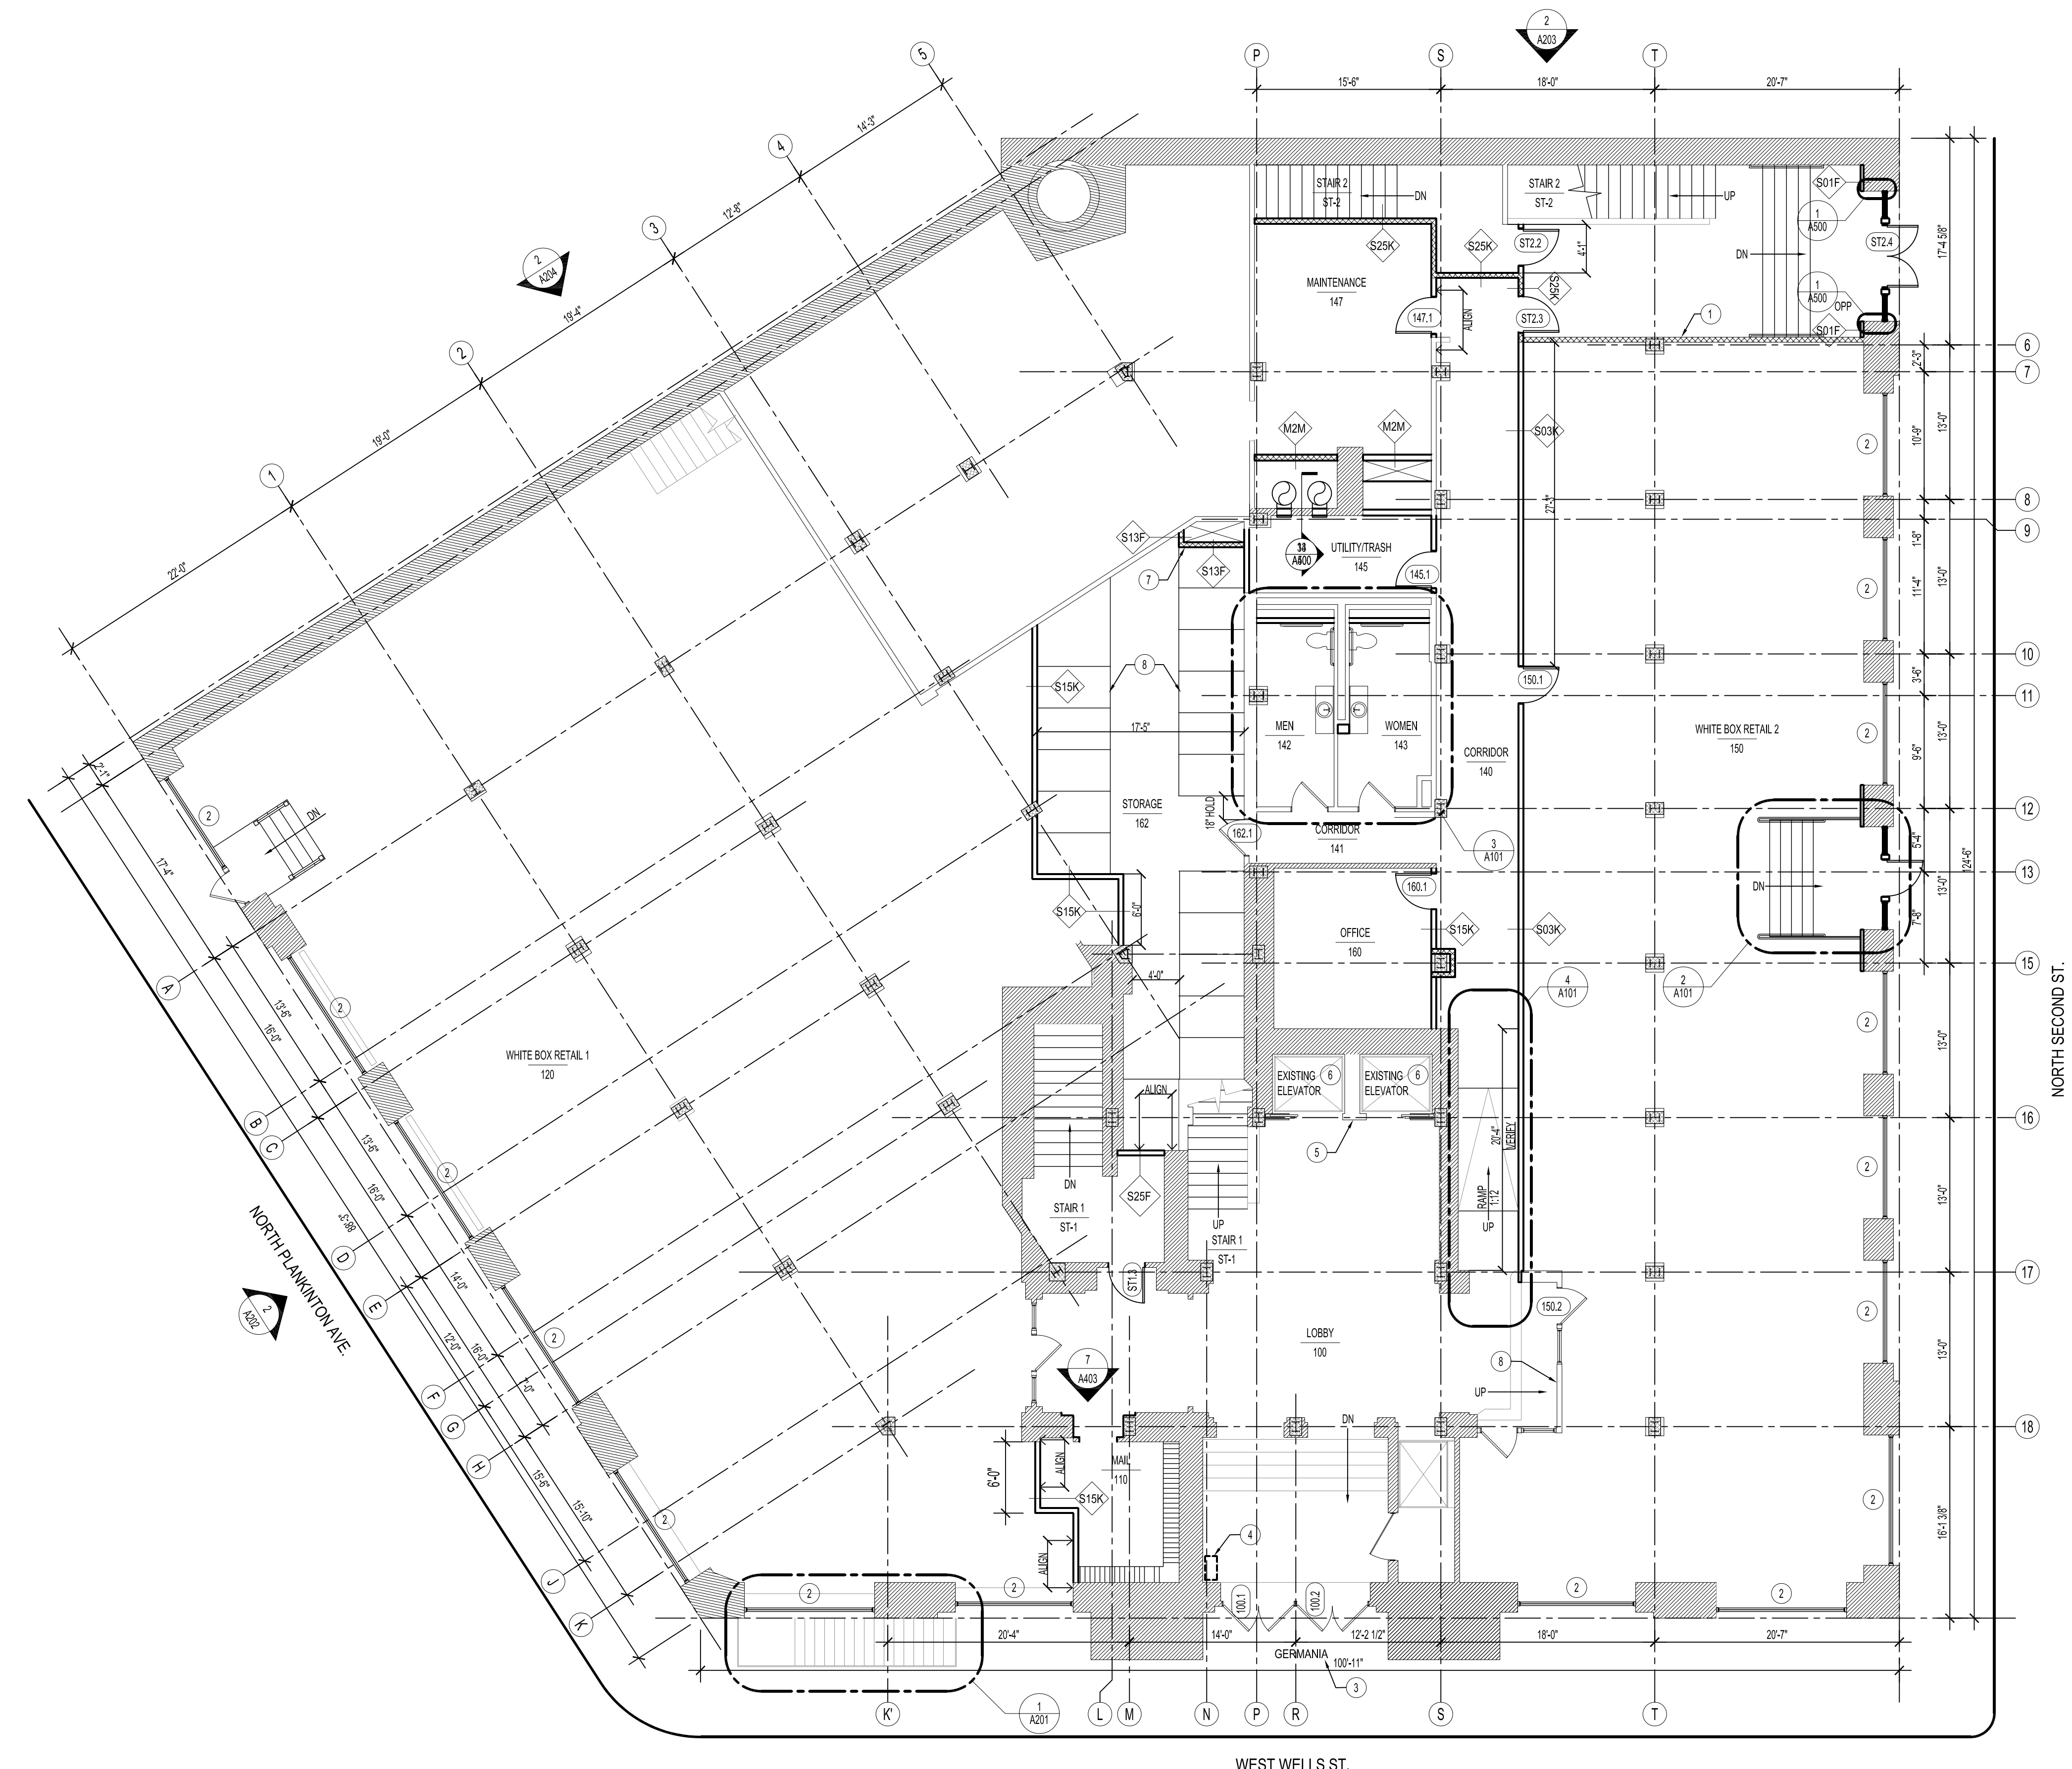 2
A203
5
P
S
T
15'-6"
18'-0"
20'-7"
14'-3"
4
12'-8"
3
19'-4"
2
A204
2
19'-0"
1
22'-0"
STAIR 2
ST-2
DN
STAIR 2
ST-2
UP
S01F
1
A500
ST2.4
17'-4 5/8"
S25K
S25K
ST2.2
4'-1"
DN
MAINTENANCE
147
S25K
1
A500
OPP
147.1
ALIGN
ST2.3
1
S01F
6
2'-3"
7
M2M
M2M
S03K
2
10'-9"
13'-0"
27'-1"
8
S13F
9
UTILITY/TRASH
145
1'-8"
S13F
7
145.1
2
11'-4"
13'-0"
10
8
S15K
150.1
3'-6"
11
17'-5"
MEN
142
WOMEN
143
CORRIDOR
140
WHITE BOX RETAIL 2
150
2
9'-6"
13'-0"
2'-1"
STORAGE
162
18" HOLD
162.1
CORRIDOR
141
12
2
DN
3
A101
5'-4"
124'-6"
13
17'-4"
160.1
DN
13'-0"
7'-8"
S15K
6'-0"
OFFICE
160
S15K
S03K
15
A
4'-0"
4
A101
2
A101
2
13'-6"
16'-0"
2
13'-0"
NORTH SECOND ST.
WHITE BOX RETAIL 1
120
EXISTING
ELEVATOR
6
EXISTING
ELEVATOR
6
ALIGN
B
C
16
13'-6"
16'-0"
2
5
20'-4"
VERIFY
2
DN
S25F
RAMP
1:12
UP
13'-0"
88'-3"
STAIR 1
ST-1
UP
STAIR 1
ST-1
D
NORTH PLANKINTON AVE.
14'-0"
E
ST1.3
17
2
A202
12'-0"
16'-0"
2
150.2
2
LOBBY
100
13'-0"
7
A403
8
7'-0"
UP
F
G
DN
18
H
15'-6"
15'-10"
6'-0"
ALIGN
MAIL
110
S15K
2
2
16'-1 3/8"
4
ALIGN
J
2
2
100.1
100.2
2
2
K
20'-4"
14'-0"
12'-2 1/2"
18'-0"
20'-7"
GERMANIA
100'-11"
3
1
A201
K'
L
M
N
P
R
S
T
WEST WELLS ST.